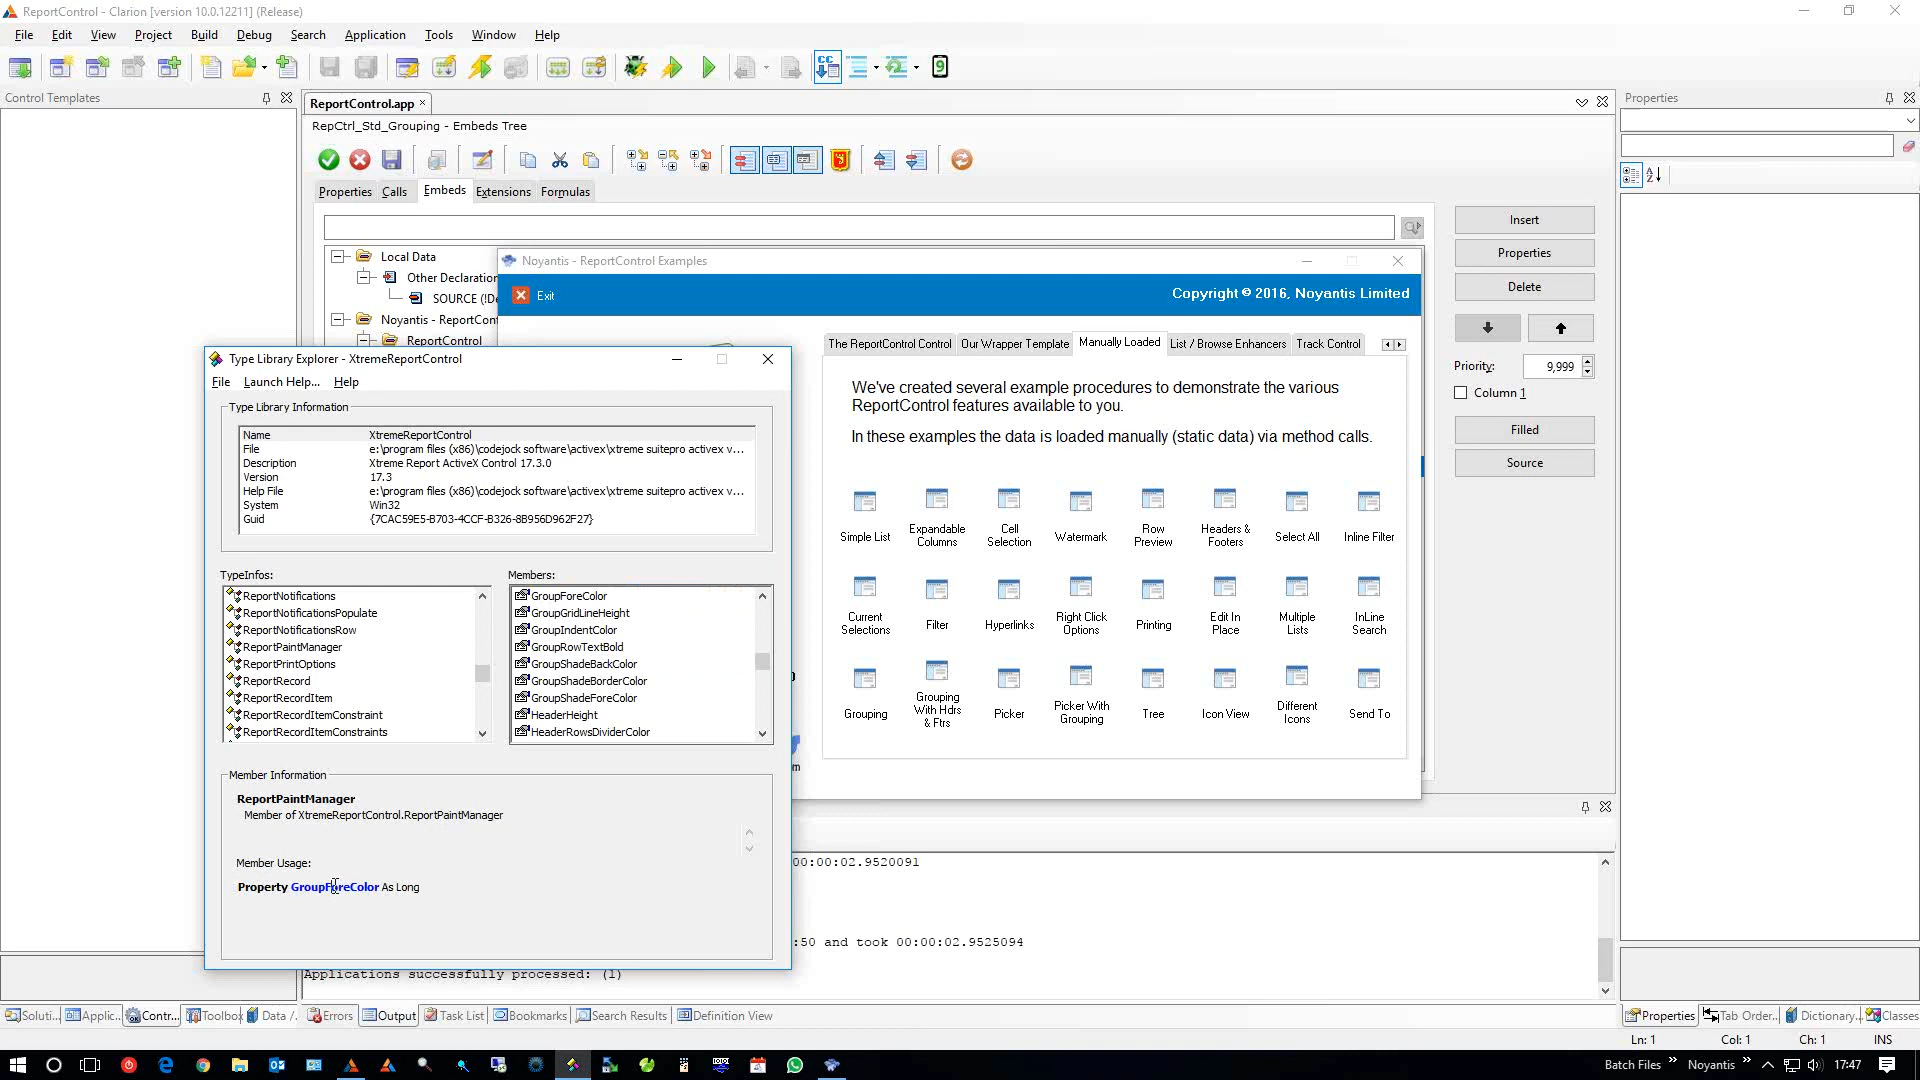 ReportControl - Clarion [version 10.0.12211] (Release)
File Edit View Project Build Debug Search Application Tools Window Help
Control Templates
ReportControl.app
Properties
RepCtrl_Std_Grouping - Embeds Tree
Properties Calls Embeds Extensions Formulas
Insert
Properties
Delete
Priority: 9,999
Column 1
Filled
Source
Local Data
Other Declaration
SOURCE (!De
Noyantis - ReportCont
ReportControl
Noyantis - ReportControl Examples
Exit
Copyright © 2016, Noyantis Limited
The ReportControl Control Our Wrapper Template Manually Loaded List / Browse Enhancers Track Control
We've created several example procedures to demonstrate the various
ReportControl features available to you.
In these examples the data is loaded manually (static data) via method calls.
Simple List
Expandable
Columns
Cell
Selection
Watermark
Row
Preview
Headers &
Footers
Select All
Inline Filter
Current
Selections
Filter
Hyperlinks
Right Click
Options
Printing
Edit In
Place
Multiple
Lists
InLine
Search
Grouping
Grouping
With Hdrs
& Ftrs
Picker
Picker With
Grouping
Tree
Icon View
Different
Icons
Send To
Type Library Explorer - XtremeReportControl
File Launch Help... Help
Type Library Information
Name XtremeReportControl
File e:\program files (x86)\codejock software\activex\xtreme suitepro activex v...
Description Xtreme Report ActiveX Control 17.3.0
Version 17.3
Help File e:\program files (x86)\codejock software\activex\xtreme suitepro activex v...
System Win32
Guid {7CAC59E5-B703-4CCF-B326-8B956D962F27}
TypeInfos:
ReportNotifications
ReportNotificationsPopulate
ReportNotificationsRow
ReportPaintManager
ReportPrintOptions
ReportRecord
ReportRecordItem
ReportRecordItemConstraint
ReportRecordItemConstraints
Members:
GroupForeColor
GroupGridLineHeight
GroupIndentColor
GroupRowTextBold
GroupShadeBackColor
GroupShadeBorderColor
GroupShadeForeColor
HeaderHeight
HeaderRowsDividerColor
Member Information
ReportPaintManager
Member of XtremeReportControl.ReportPaintManager
Member Usage:
Property GroupForeColor As Long
m
00:00:02.9520091
:50 and took 00:00:02.9525094
Applications successfully processed: (1)
Soluti... Applic... Contr... Toolbox Data /. Errors Output Task List Bookmarks Search Results Definition View
Properties Tab Order... Dictionary... Classes
Ln: 1 Col: 1 Ch: 1 INS
Batch Files » Noyantis » 17:47